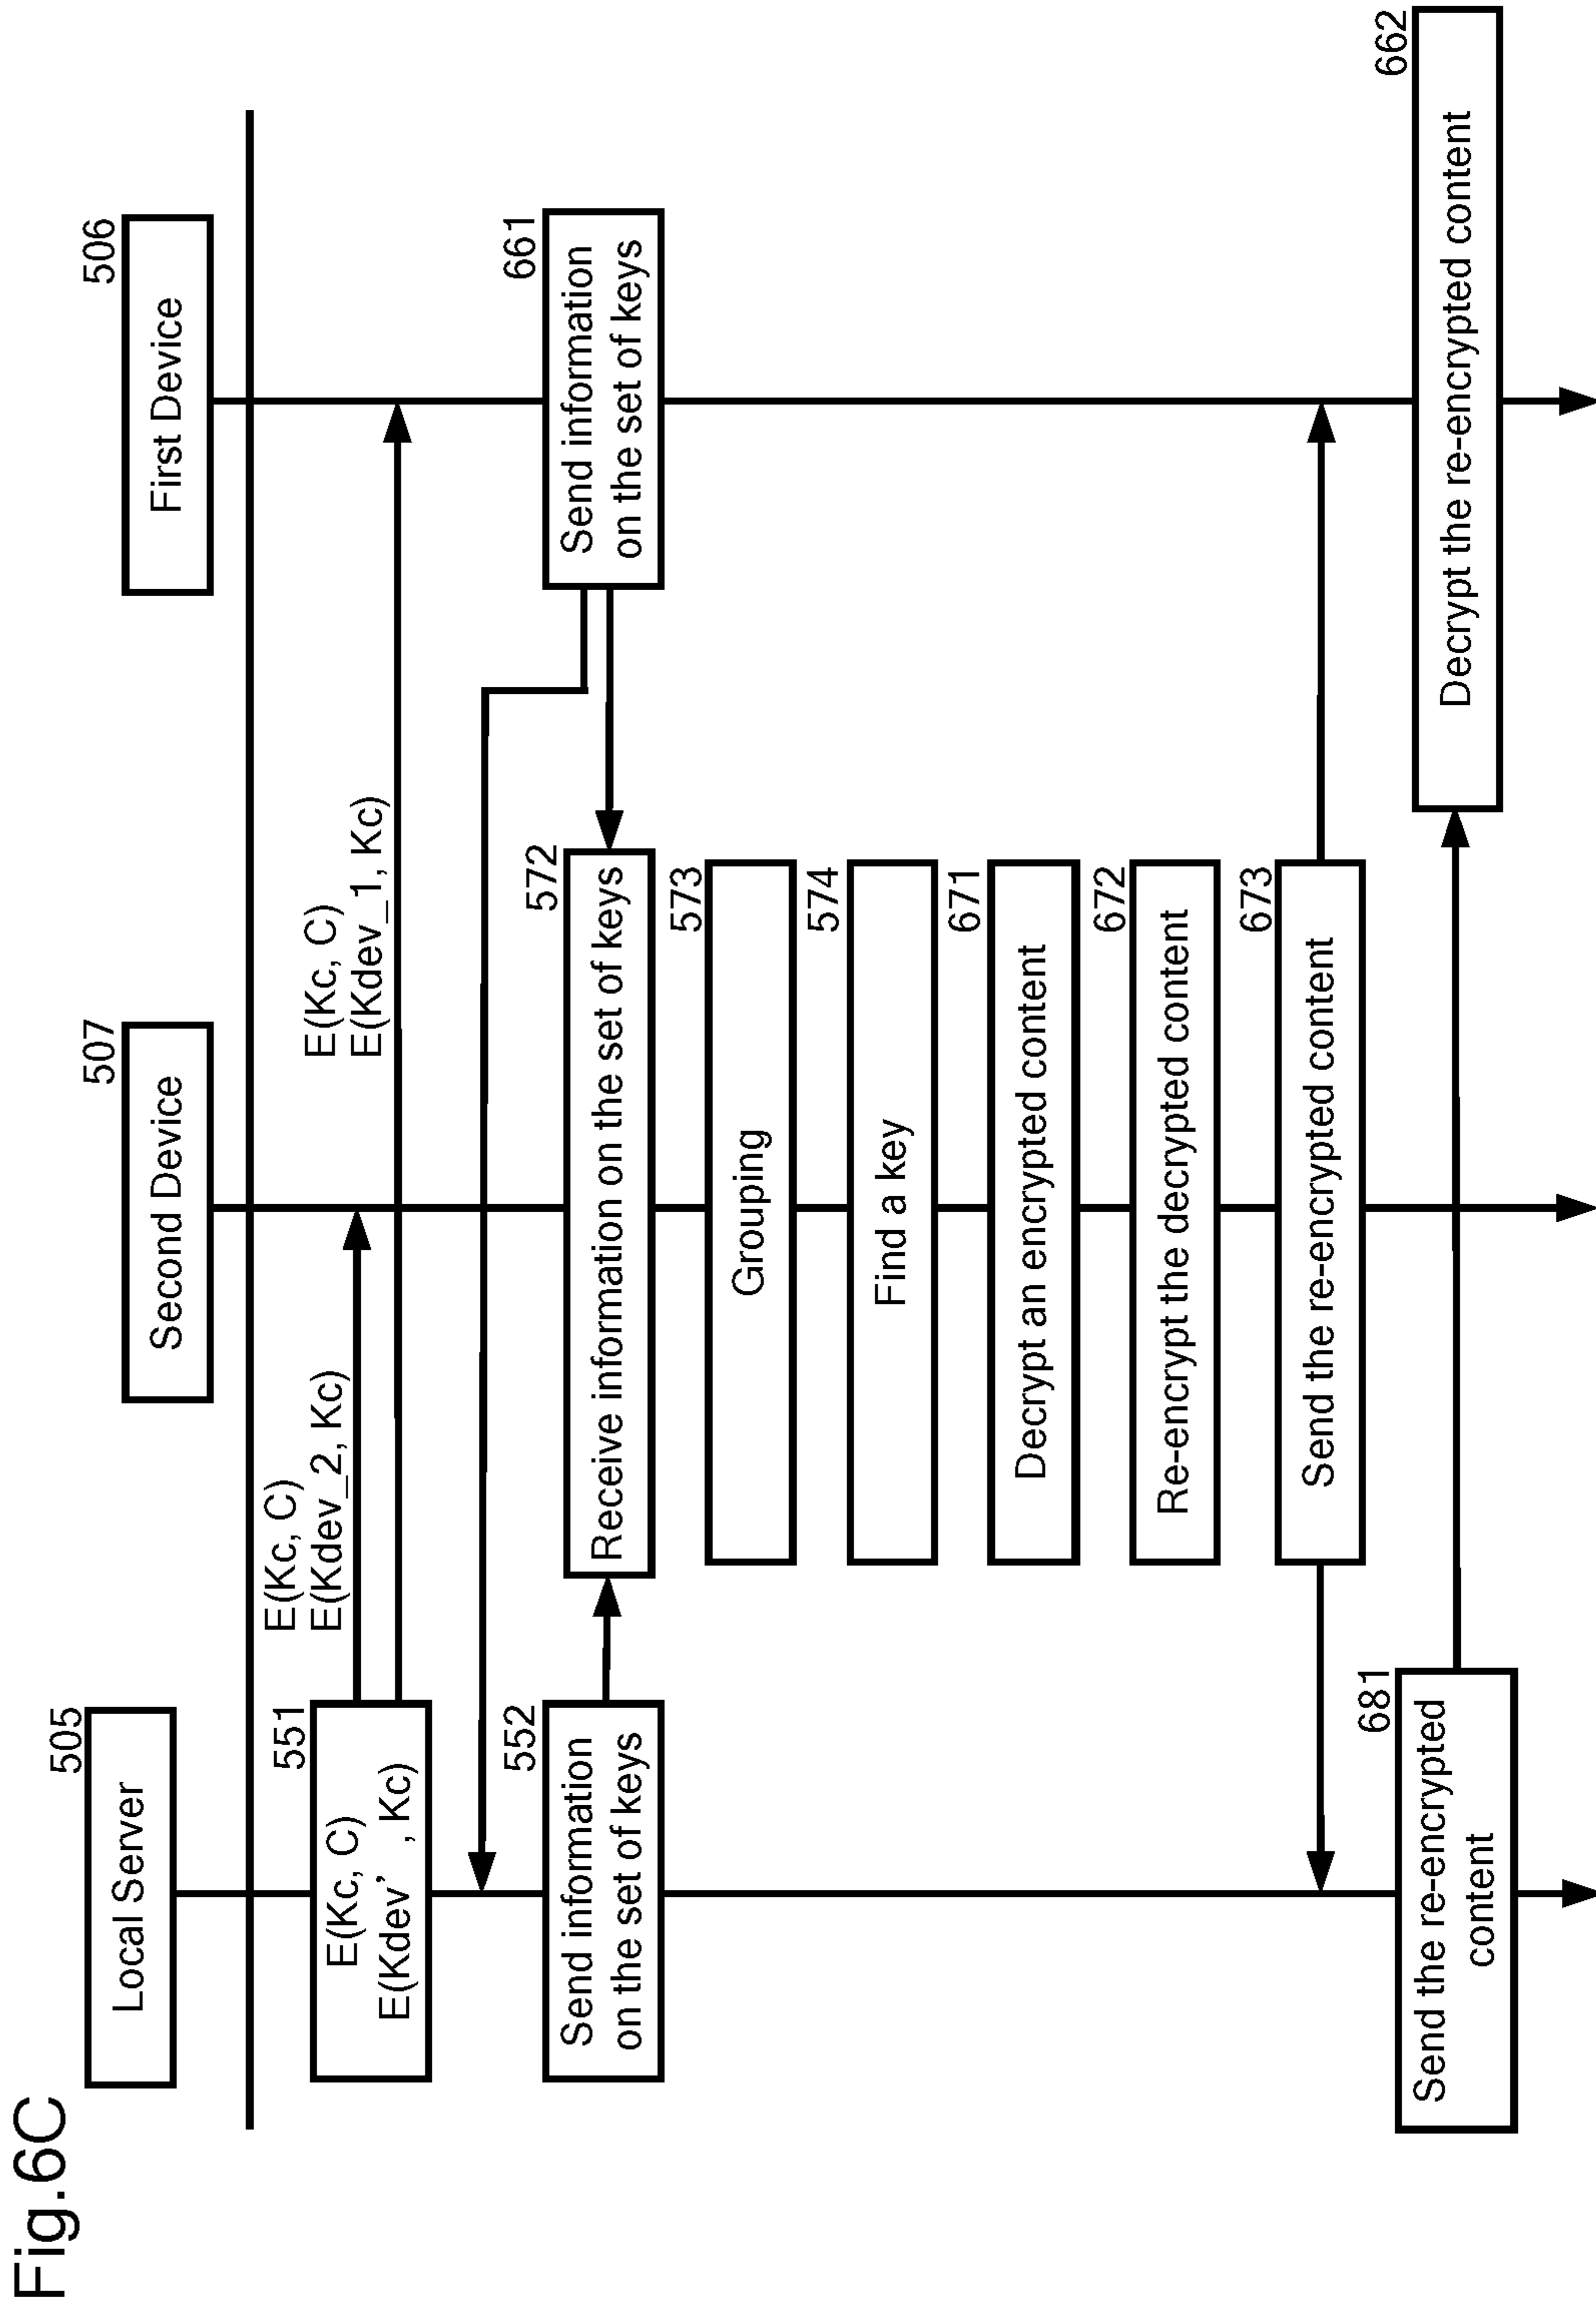 Fig.6C
505
Local Server
507
Second Device
506
First Device
551
E(Kc, C)
E(Kdev’ , Kc)
E(Kc, C)
E(Kdev_2, Kc)
E(Kc, C)
E(Kdev_1, Kc)
552
Send information
on the set of keys
572
Receive information on the set of keys
661
Send information
on the set of keys
573
Grouping
574
Find a key
671
Decrypt an encrypted content
672
Re-encrypt the decrypted content
673
Send the re-encrypted content
681
Send the re-encrypted
content
662
Decrypt the re-encrypted content